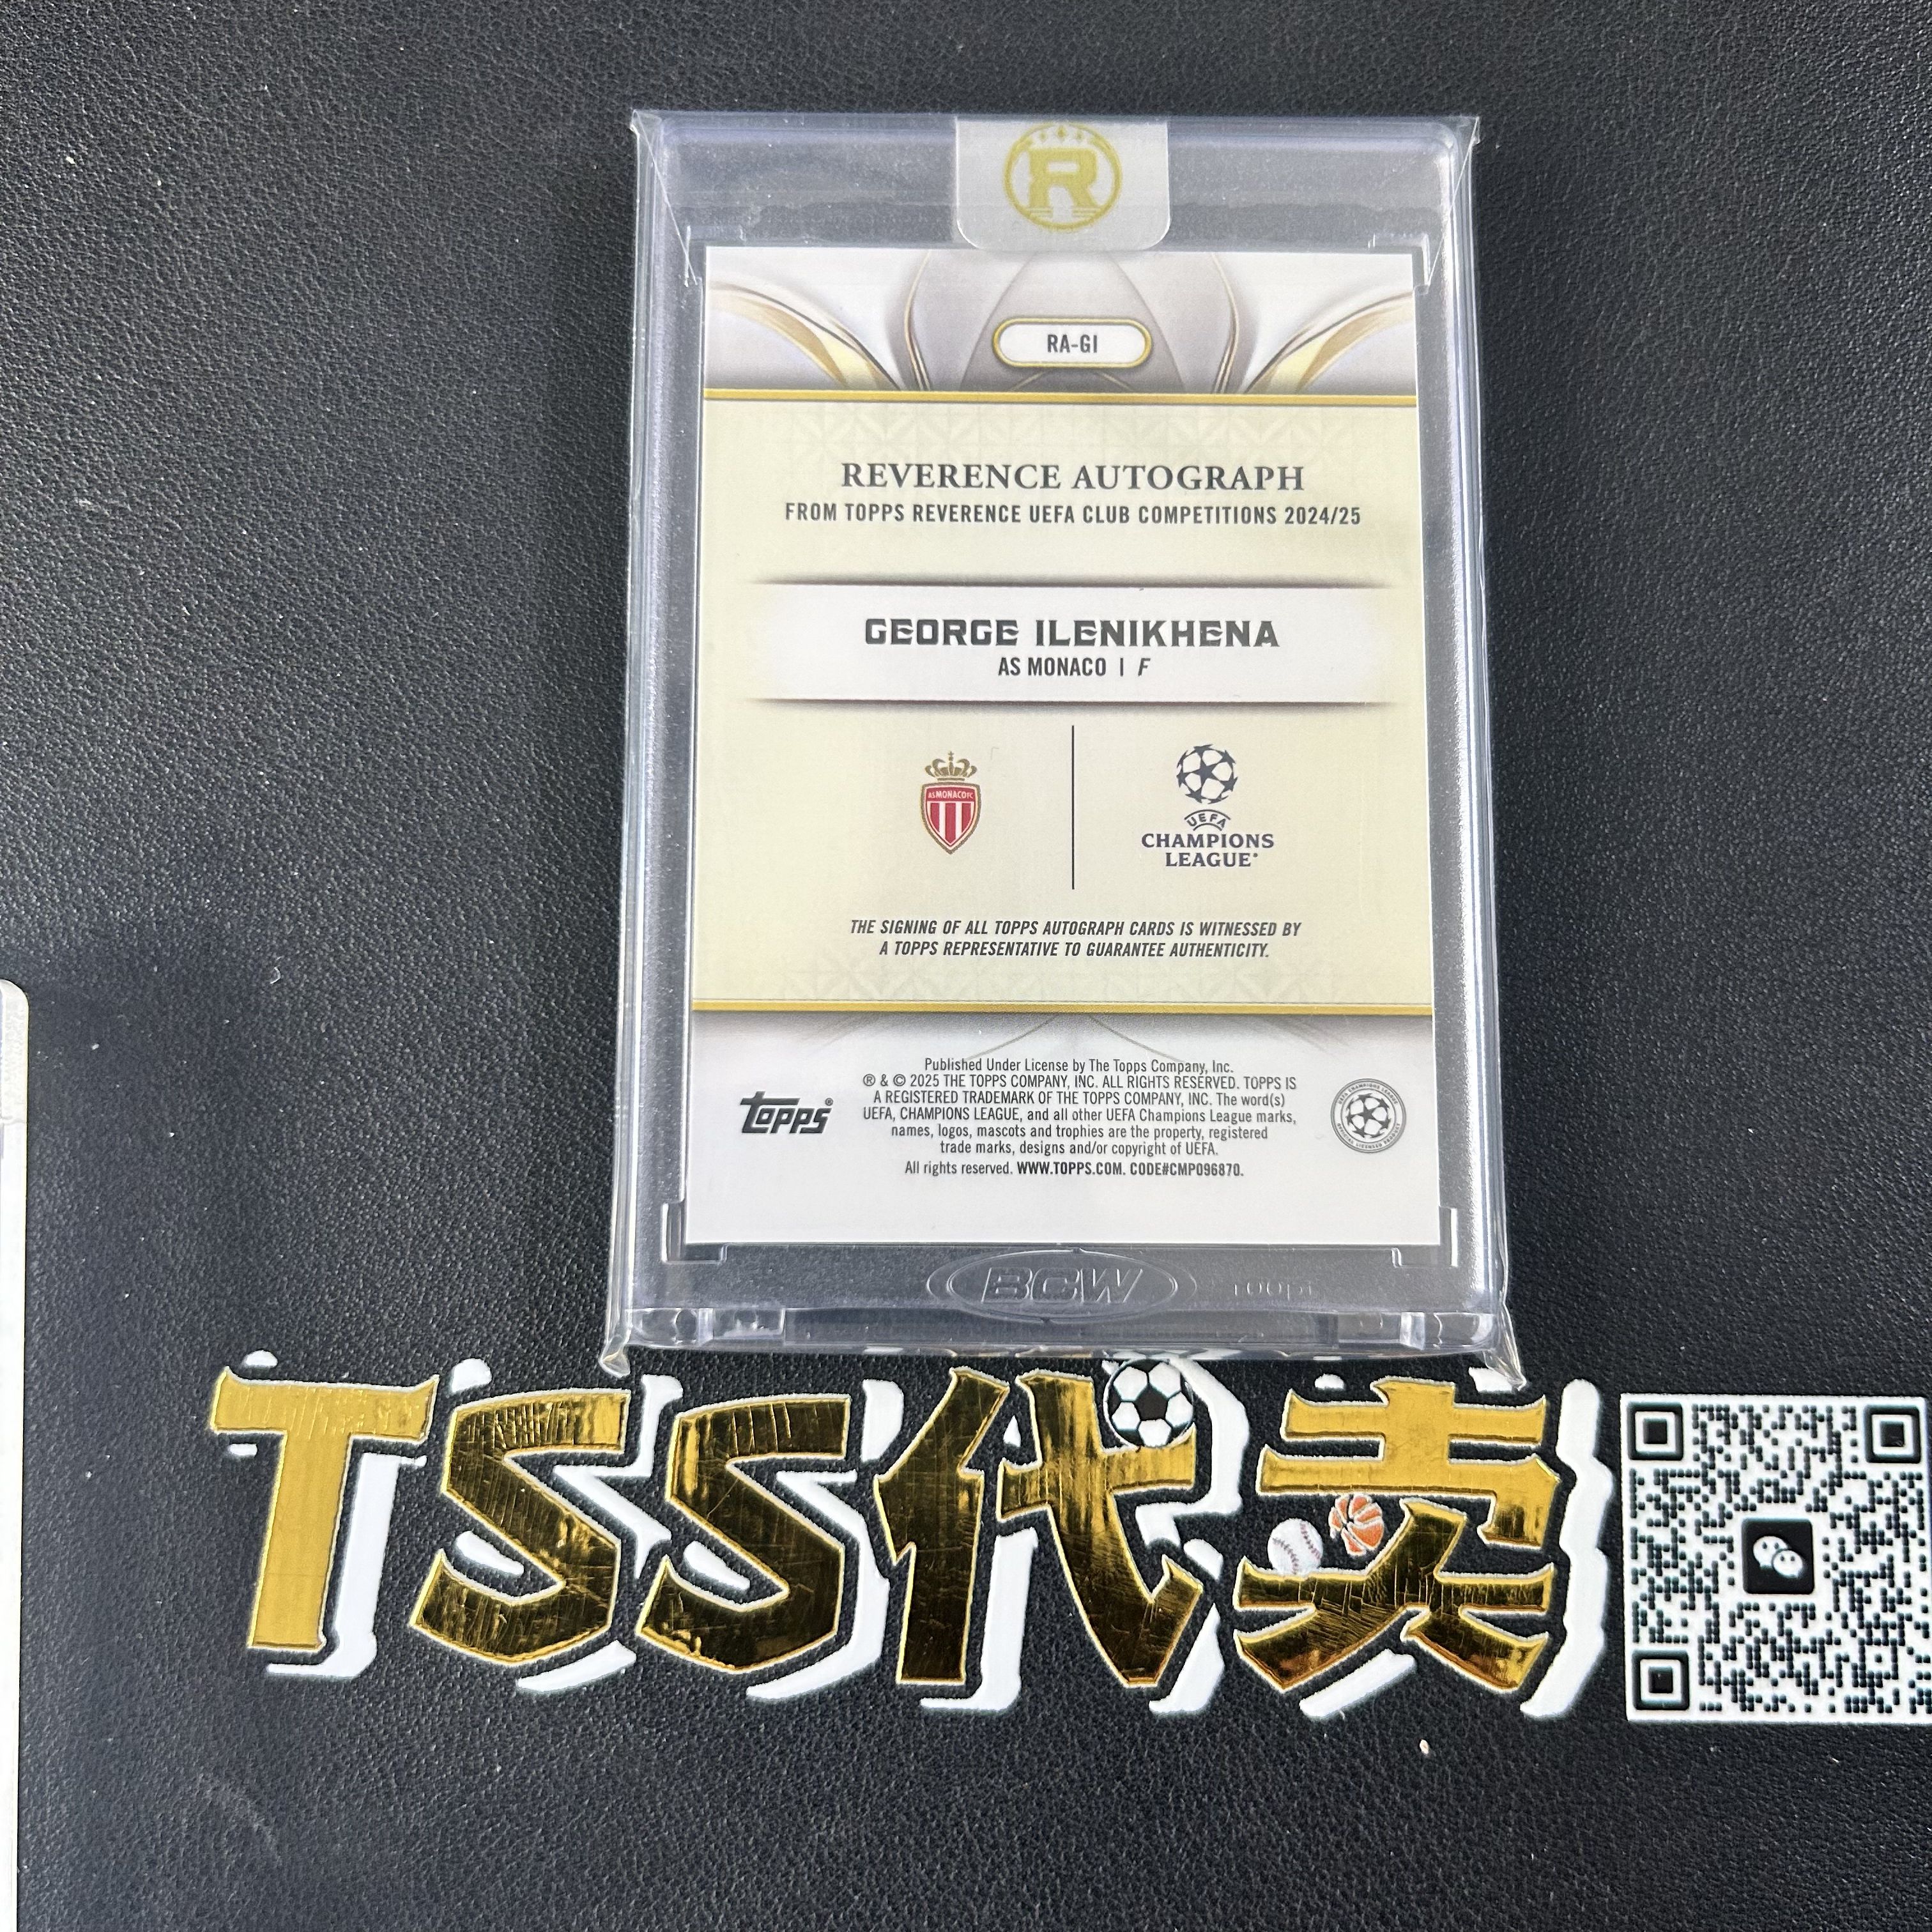 R
RA-GI
REVERENCE AUTOGRAPH
FROM TOPPS REVERENCE UEFA CLUB COMPETITIONS 2024/25
GEORGE ILENIKHENA
AS MONACO | F
AS MONACO FC
UEFA
CHAMPIONS
LEAGUE®
THE SIGNING OF ALL TOPPS AUTOGRAPH CARDS IS WITNESSED BY
A TOPPS REPRESENTATIVE TO GUARANTEE AUTHENTICITY.
Published Under License by The Topps Company, Inc.
® & © 2025 THE TOPPS COMPANY, INC. ALL RIGHTS RESERVED. TOPPS IS
A REGISTERED TRADEMARK OF THE TOPPS COMPANY, INC. The word(s)
UEFA, CHAMPIONS LEAGUE, and all other UEFA Champions League marks,
names, logos, mascots and trophies are the property, registered
trade marks, designs and/or copyright of UEFA.
All rights reserved. WWW.TOPPS.COM. CODE#CMP096870.
topps®
BCW
100pt
TSS代卖